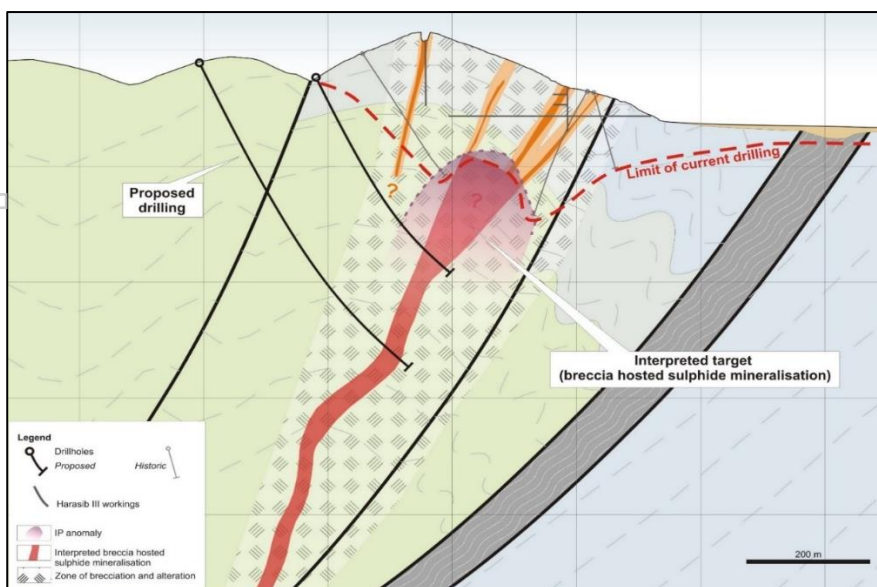 Limit of current drilling
?
?
Proposed
drilling
Interpreted target
(breccia hosted sulphide mineralisation)
Legend
Drillholes
Proposed
Historic
Harasib III workings
IP anomaly
Interpreted breccia hosted
sulphide mineralisation
Zone of brecciation and alteration
200 m